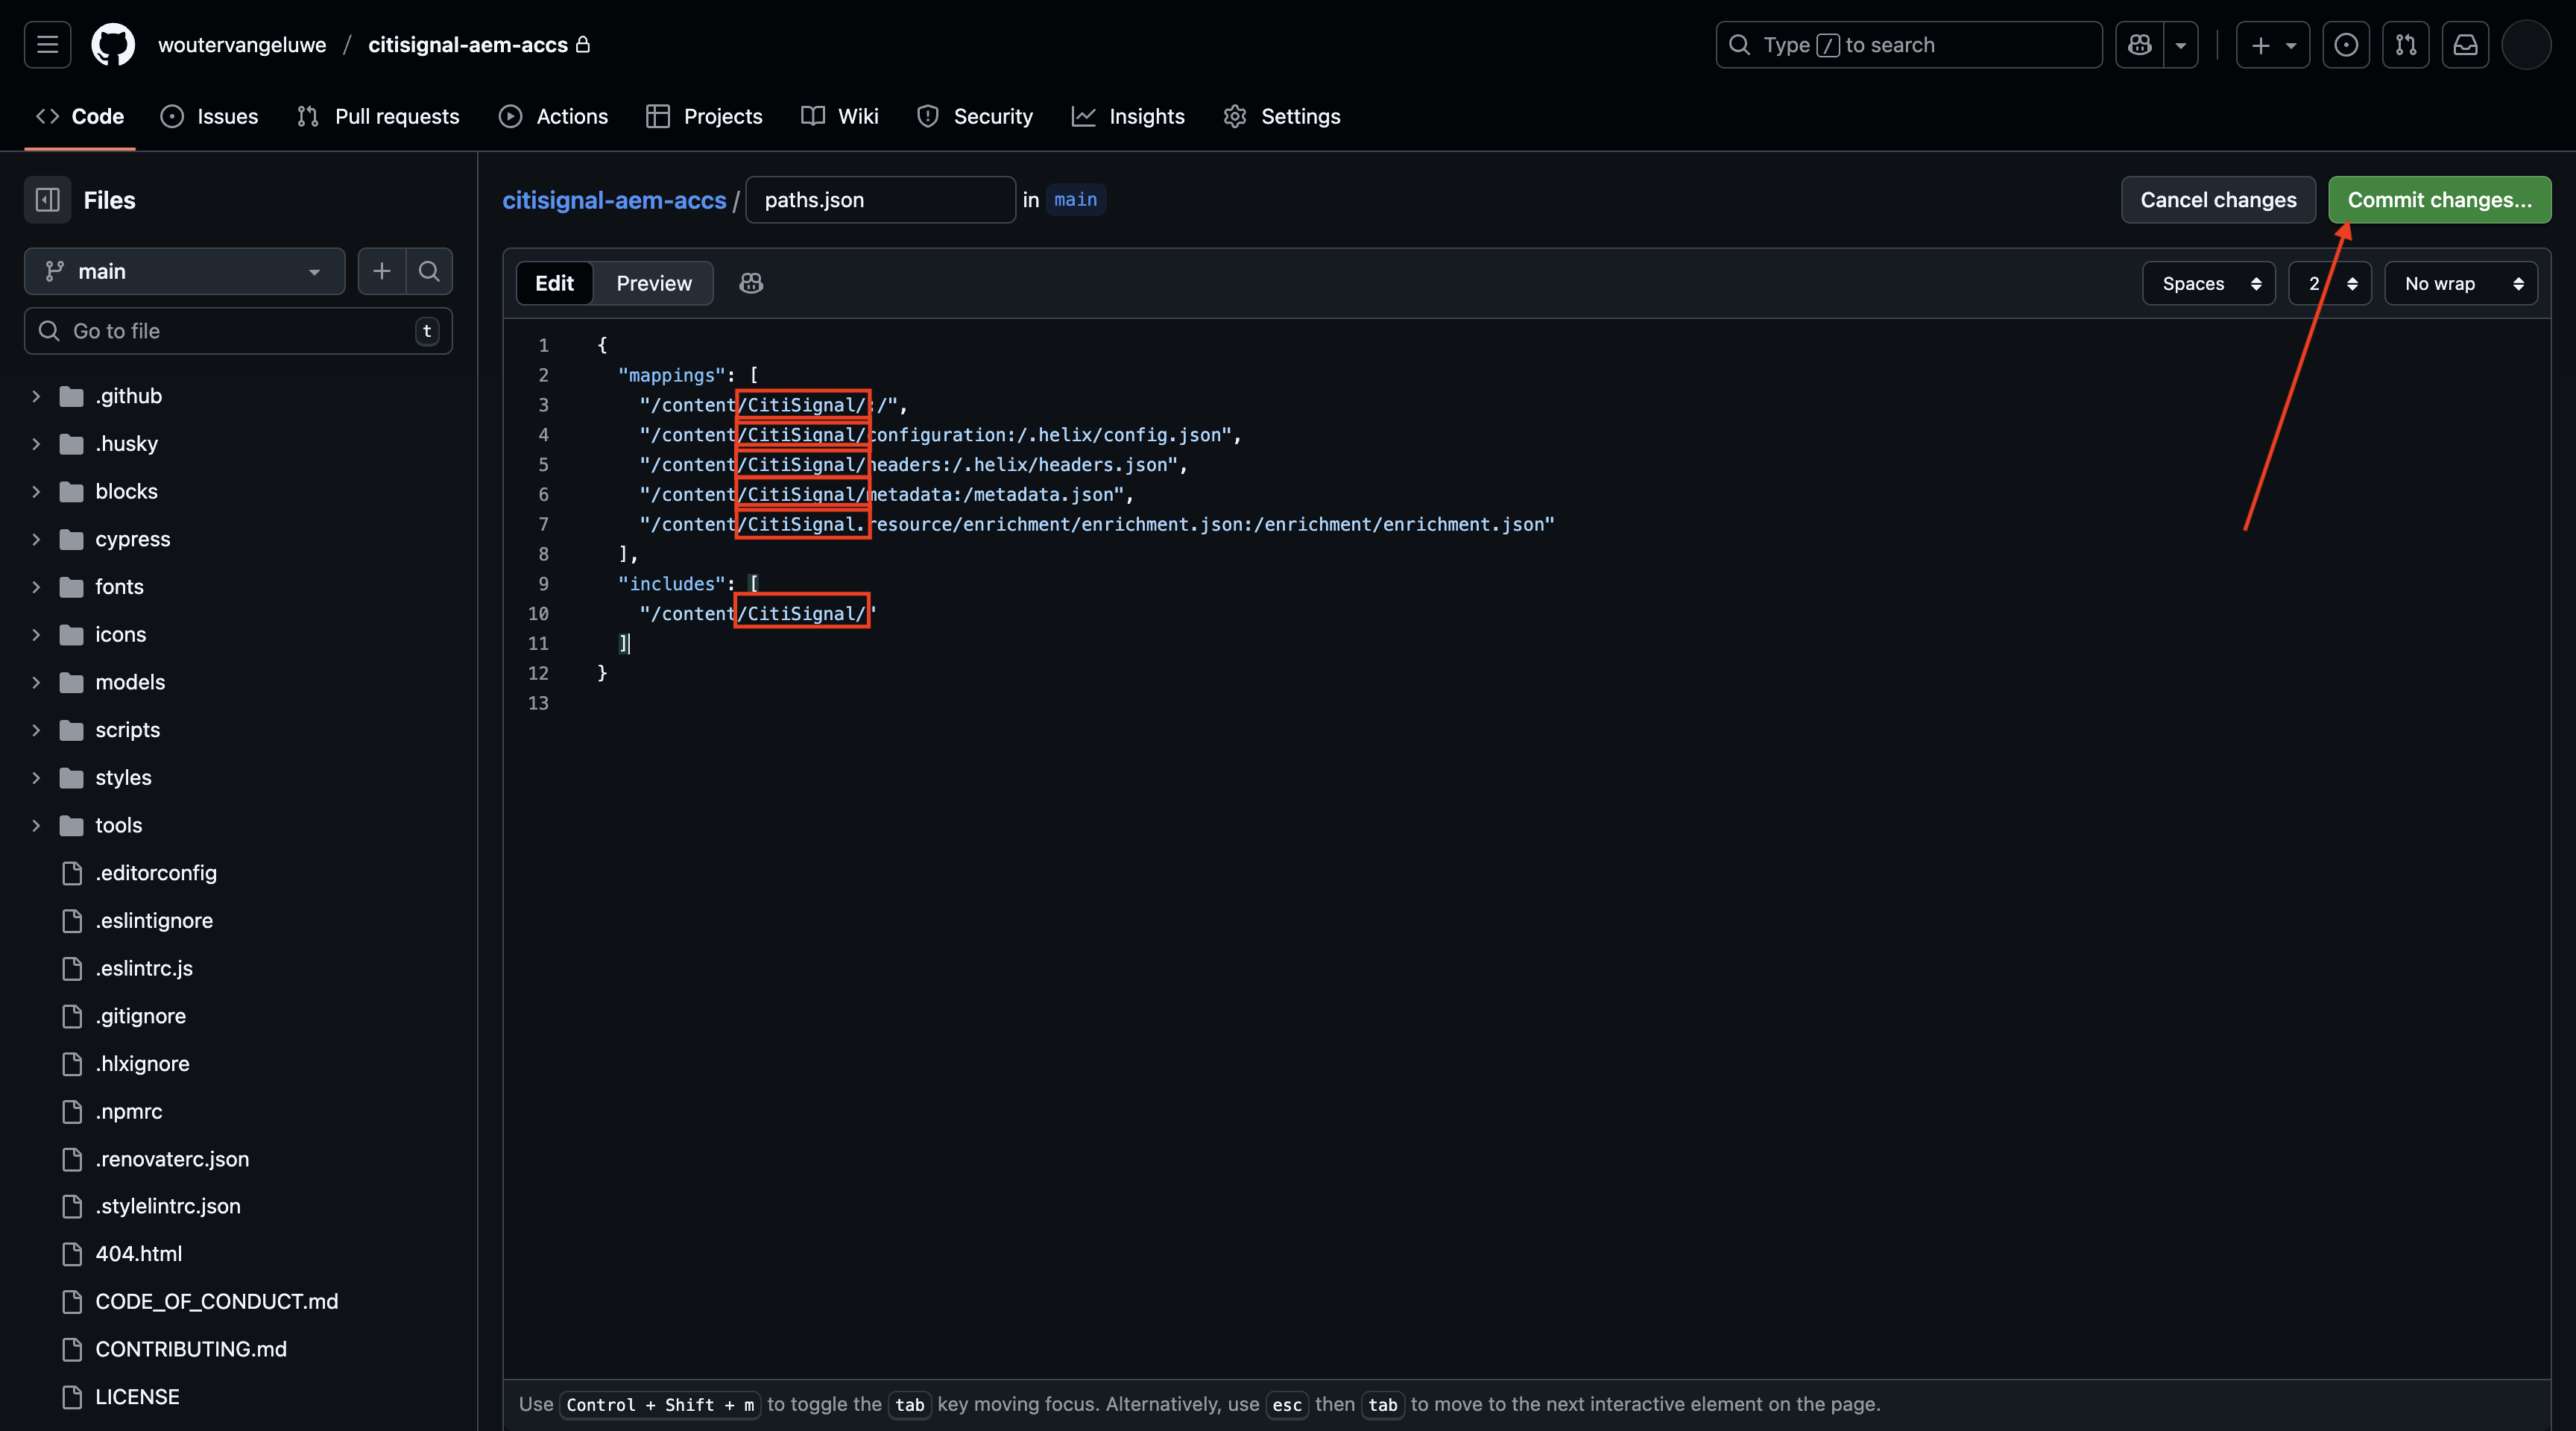 woutervangeluwe / citisignal-aem-accs
Type / to search
Code
Issues
Pull requests
Actions
Projects
Wiki
Security
Insights
Settings
Files
citisignal-aem-accs / paths.json in main
Cancel changes
Commit changes...
main
Go to file
t
Edit
Preview
Spaces
2
No wrap
.github
.husky
blocks
cypress
fonts
icons
models
scripts
styles
tools
.editorconfig
.eslintignore
.eslintrc.js
.gitignore
.hlxignore
.npmrc
.renovaterc.json
.stylelintrc.json
404.html
CODE_OF_CONDUCT.md
CONTRIBUTING.md
LICENSE
1 {
2 "mappings": [
3 "/content/CitiSignal/:/",
4 "/content/CitiSignal/configuration:/.helix/config.json",
5 "/content/CitiSignal/headers:/.helix/headers.json",
6 "/content/CitiSignal/metadata:/metadata.json",
7 "/content/CitiSignal.resource/enrichment/enrichment.json:/enrichment/enrichment.json"
8 ],
9 "includes": [
10 "/content/CitiSignal/"
11 ]
12 }
13
Use Control + Shift + m to toggle the tab key moving focus. Alternatively, use esc then tab to move to the next interactive element on the page.